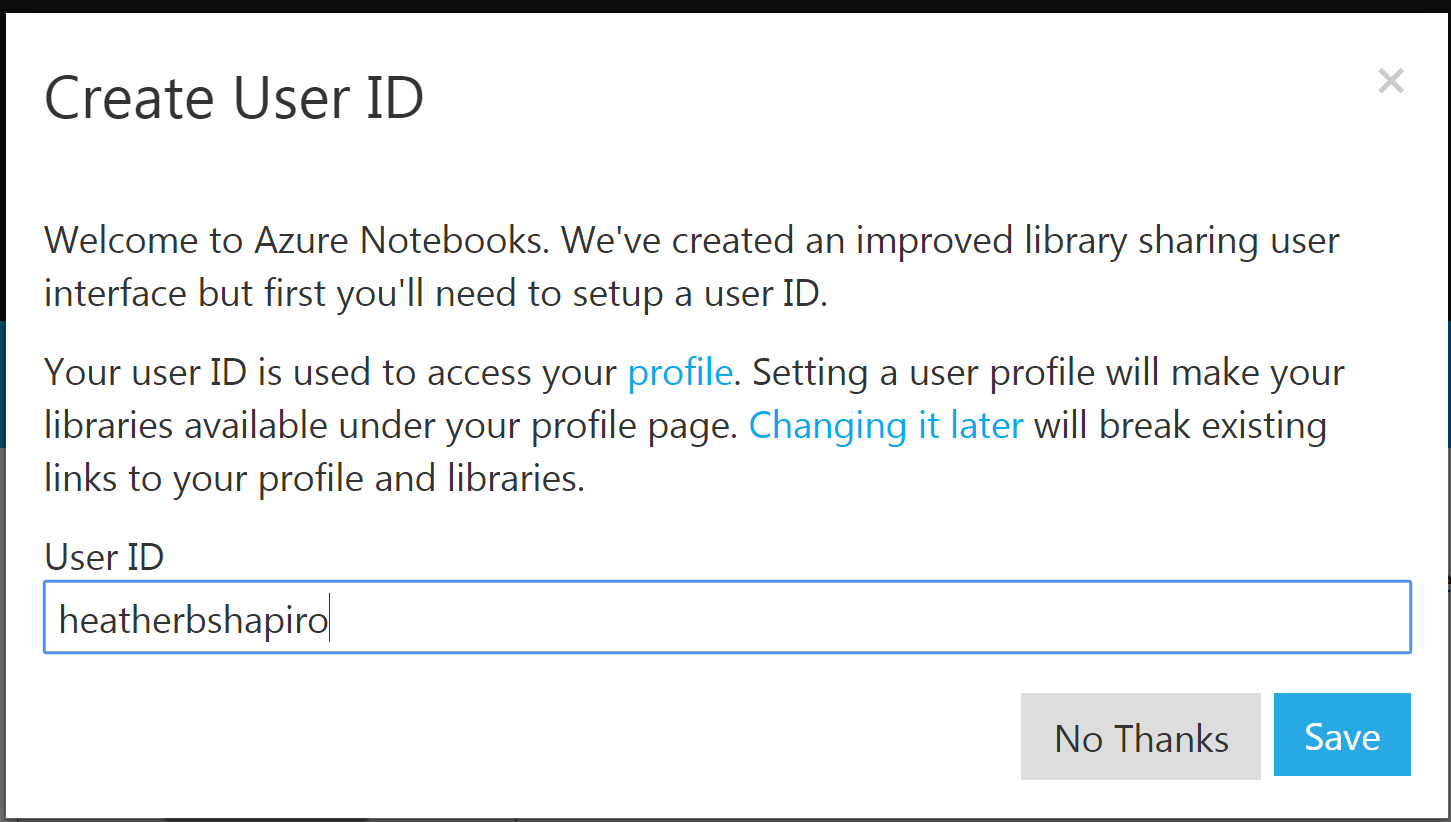 Create User ID
×
Welcome to Azure Notebooks. We've created an improved library sharing user
interface but first you'll need to setup a user ID.
Your user ID is used to access your profile. Setting a user profile will make your
libraries available under your profile page. Changing it later will break existing
links to your profile and libraries.
User ID
heatherbshapiro
No Thanks Save